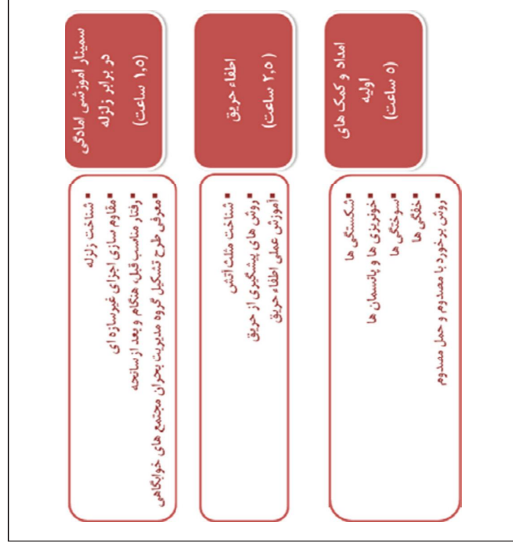 سمینار آموزشی امادگی
در برابر زلزله
(۱,۵ ساعت)
▪شناخت زلزله
▪مقاوم سازی اجزای غیرسازه ای
▪رفتار مناسب قبل، هنگام و بعد از سانحه
▪معرفی طرح تشکیل گروه مدیریت بحران مجتمع های خوابگاهی
اطفاء حریق
(۲,۵ ساعت)
▪شناخت مثلث آتش
▪روش های پیشگیری از حریق
▪آموزش عملی اطفاء حریق
امداد و کمک های
اولیه
(۵ ساعت)
▪شکستگی ها
▪خونریزی ها و پانسمان ها
▪سوختگی ها
▪خفگی ها
▪روش برخورد با مصدوم و حمل مصدوم